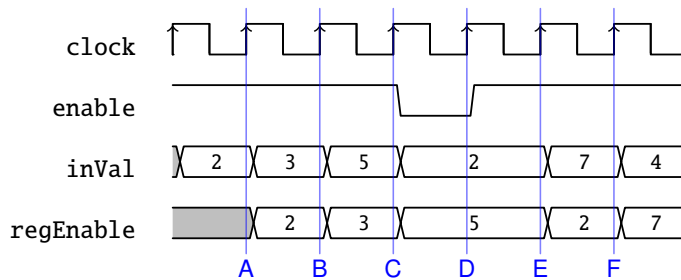 clock
enable
inVal 2 3 5 2 7 4
regEnable 2 3 5 2 7
A B C D E F